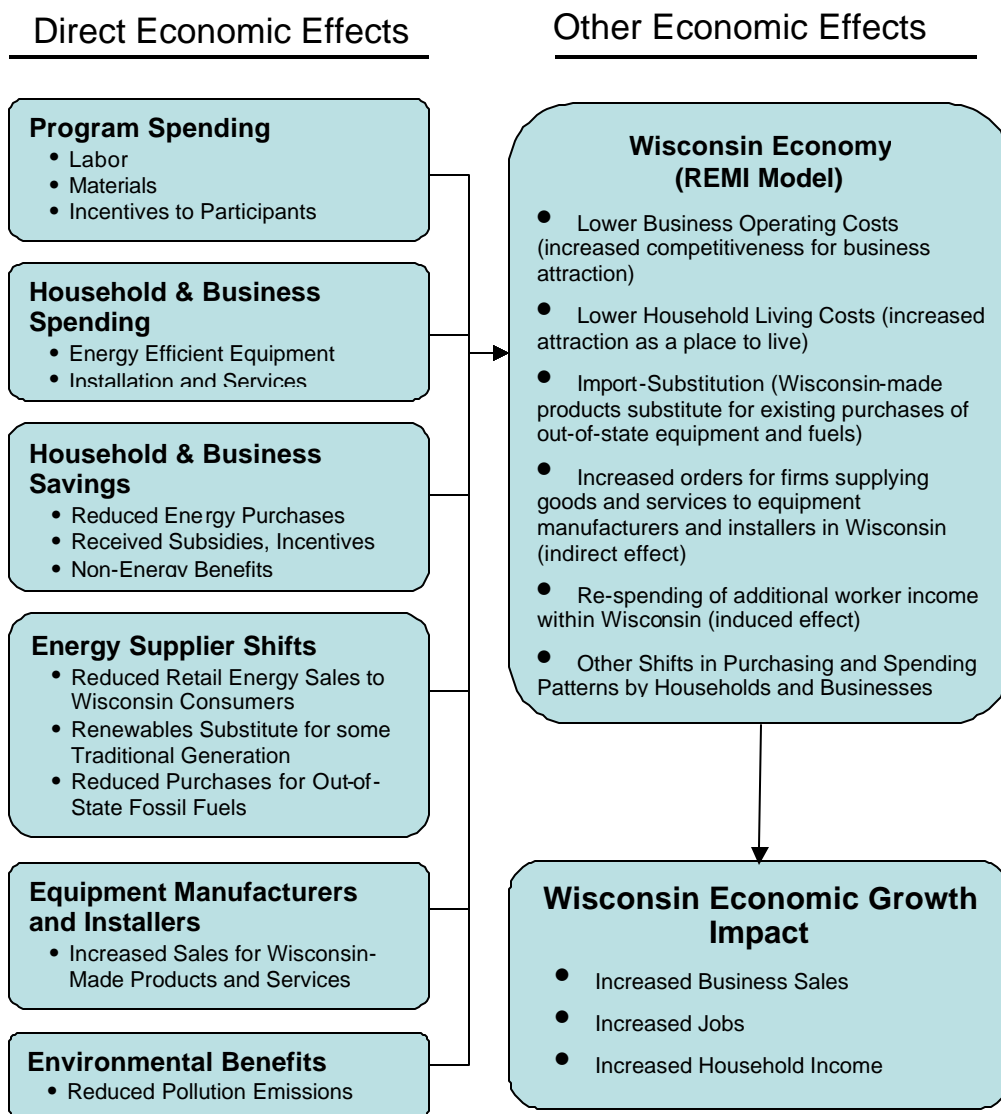 Direct Economic Effects
Program Spending
• Labor
• Materials
• Incentives to Participants
Household & Business
Spending
• Energy Efficient Equipment
• Installation and Services
Household & Business
Savings
• Reduced Energy Purchases
• Received Subsidies, Incentives
• Non-Energy Benefits
Energy Supplier Shifts
• Reduced Retail Energy Sales to
Wisconsin Consumers
• Renewables Substitute for some
Traditional Generation
• Reduced Purchases for Out-of-
State Fossil Fuels
Equipment Manufacturers
and Installers
• Increased Sales for Wisconsin-
Made Products and Services
Environmental Benefits
• Reduced Pollution Emissions
Other Economic Effects
Wisconsin Economy
(REMI Model)
• Lower Business Operating Costs
(increased competitiveness for business
attraction)
• Lower Household Living Costs (increased
attraction as a place to live)
• Import-Substitution (Wisconsin-made
products substitute for existing purchases of
out-of-state equipment and fuels)
• Increased orders for firms supplying
goods and services to equipment
manufacturers and installers in Wisconsin
(indirect effect)
• Re-spending of additional worker income
within Wisconsin (induced effect)
• Other Shifts in Purchasing and Spending
Patterns by Households and Businesses
Wisconsin Economic Growth
Impact
• Increased Business Sales
• Increased Jobs
• Increased Household Income